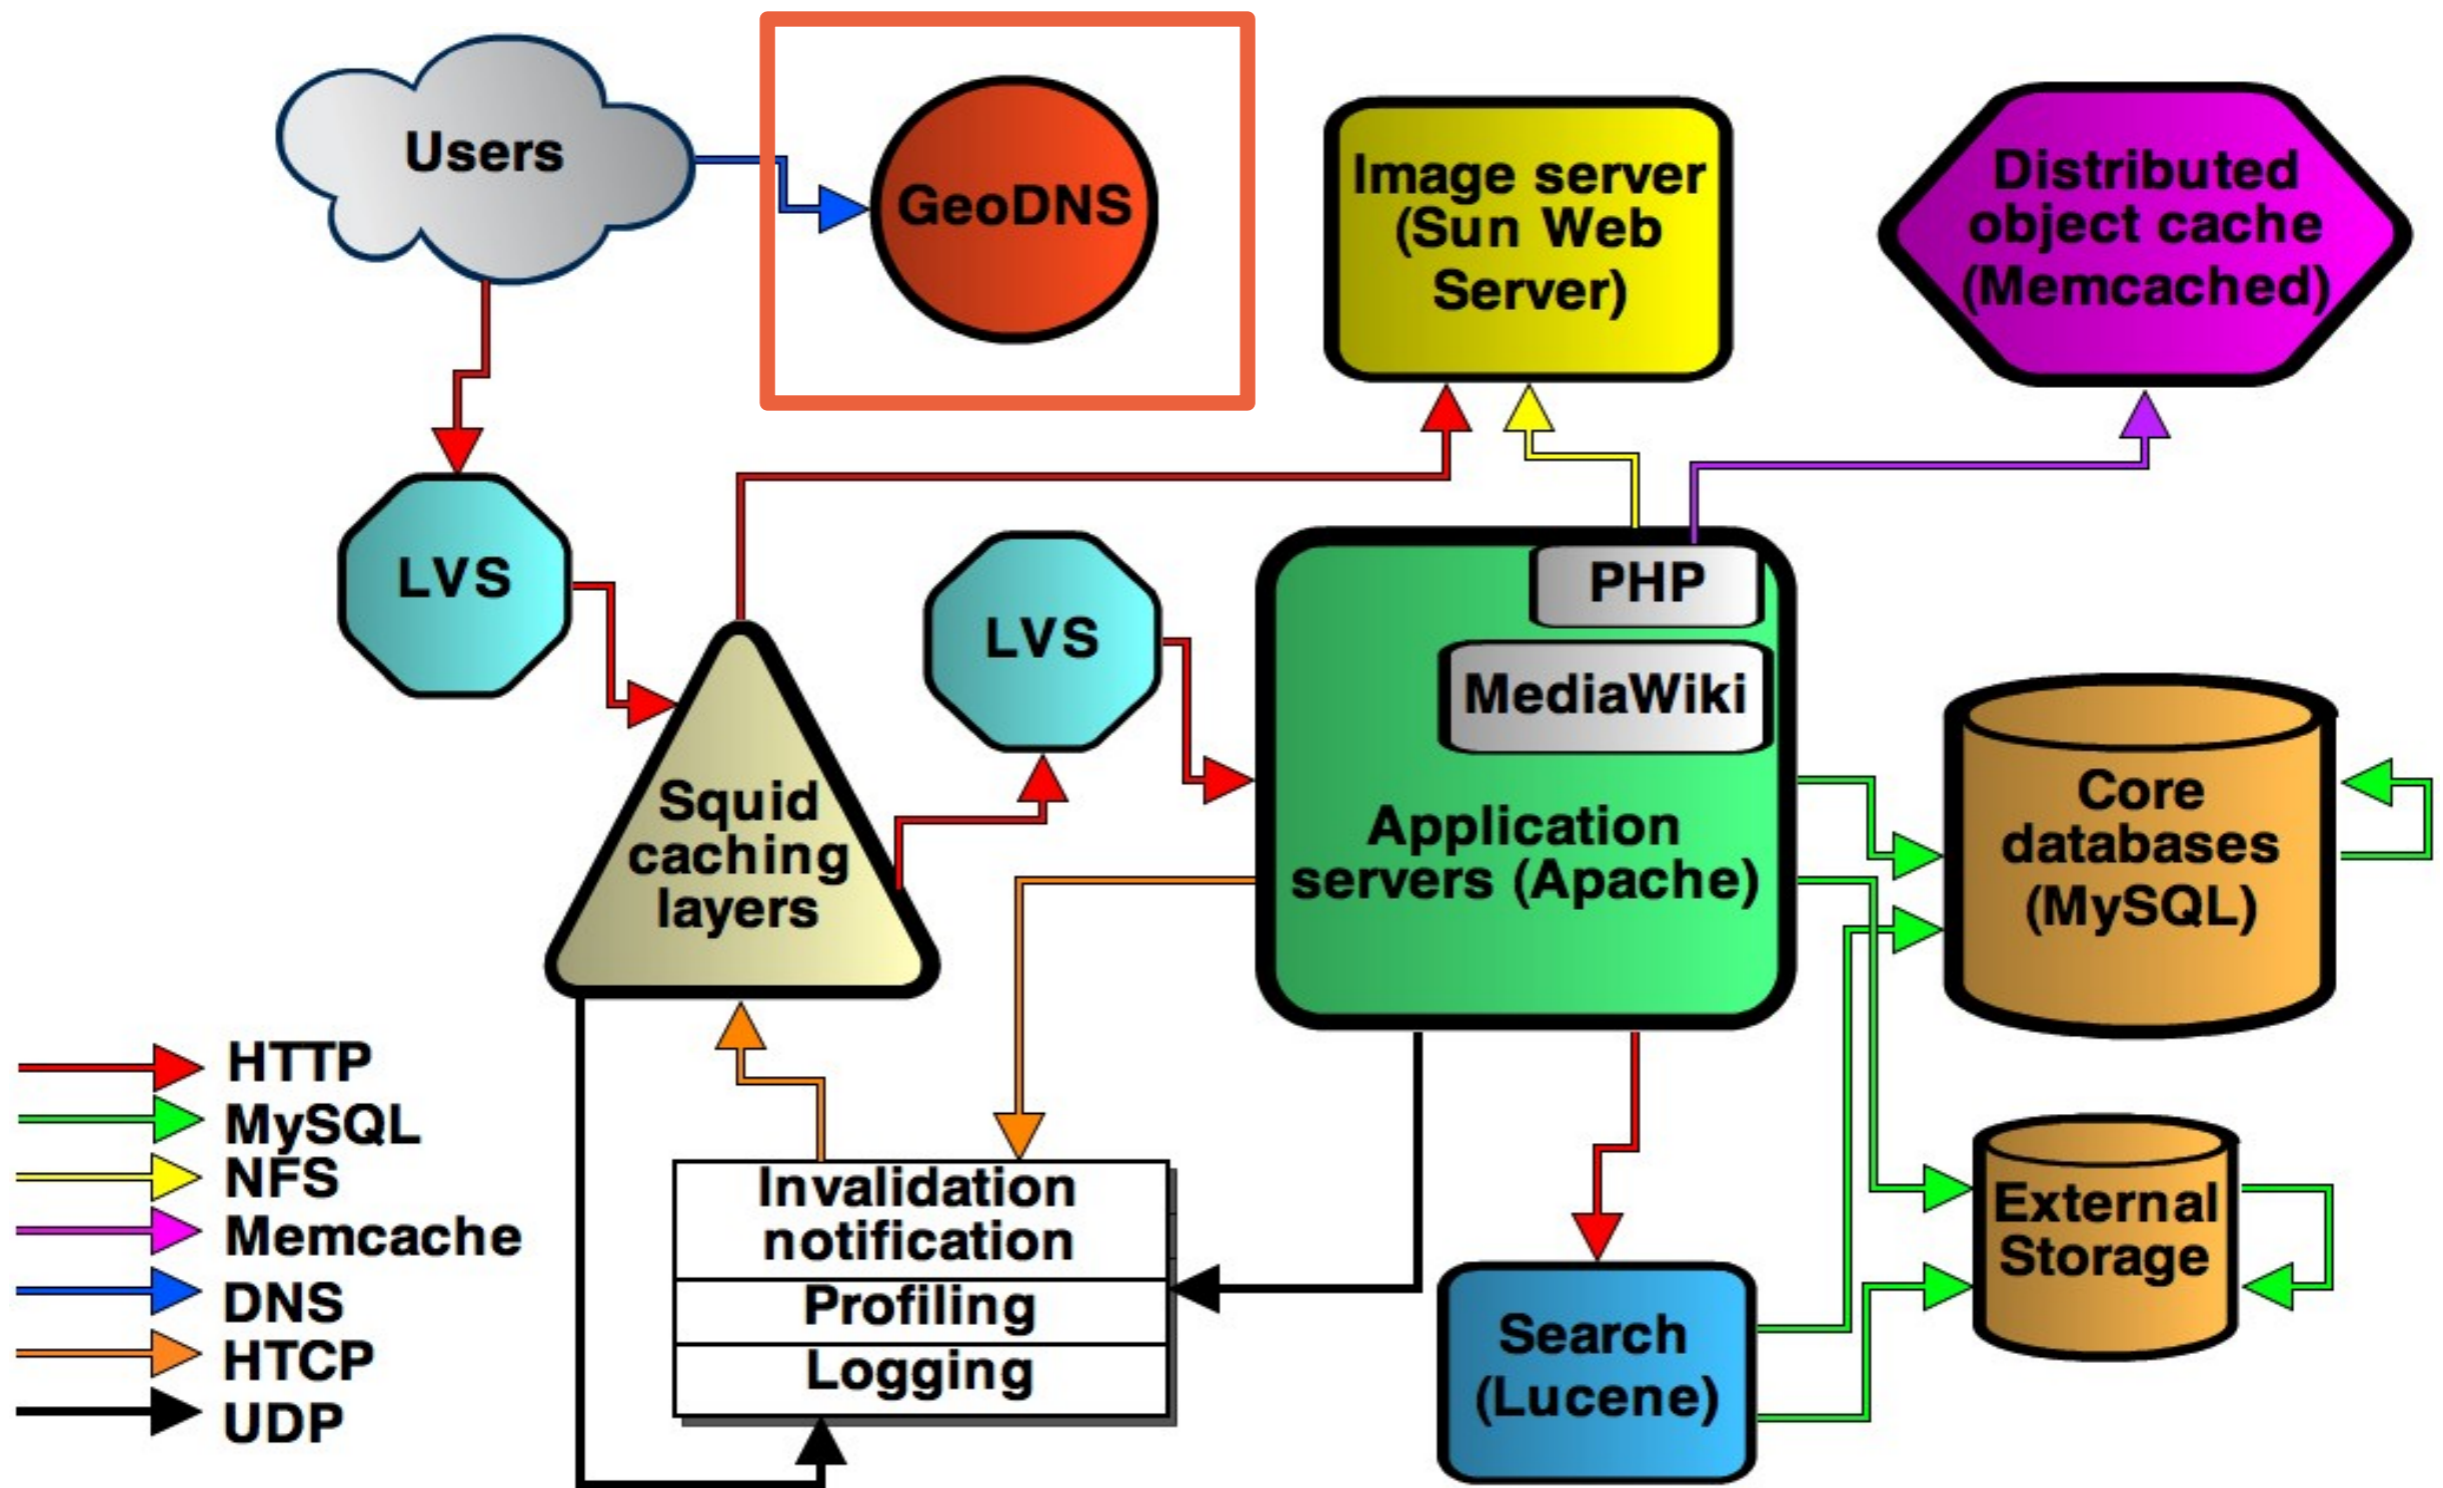 Users
GeoDNS
Image server
(Sun Web
Server)
Distributed
object cache
(Memcached)
LVS
LVS
PHP
MediaWiki
Application
servers (Apache)
Squid
caching
layers
Core
databases
(MySQL)
HTTP
MySQL
NFS
Memcache
DNS
HTCP
UDP
Invalidation
notification
Profiling
Logging
Search
(Lucene)
External
Storage